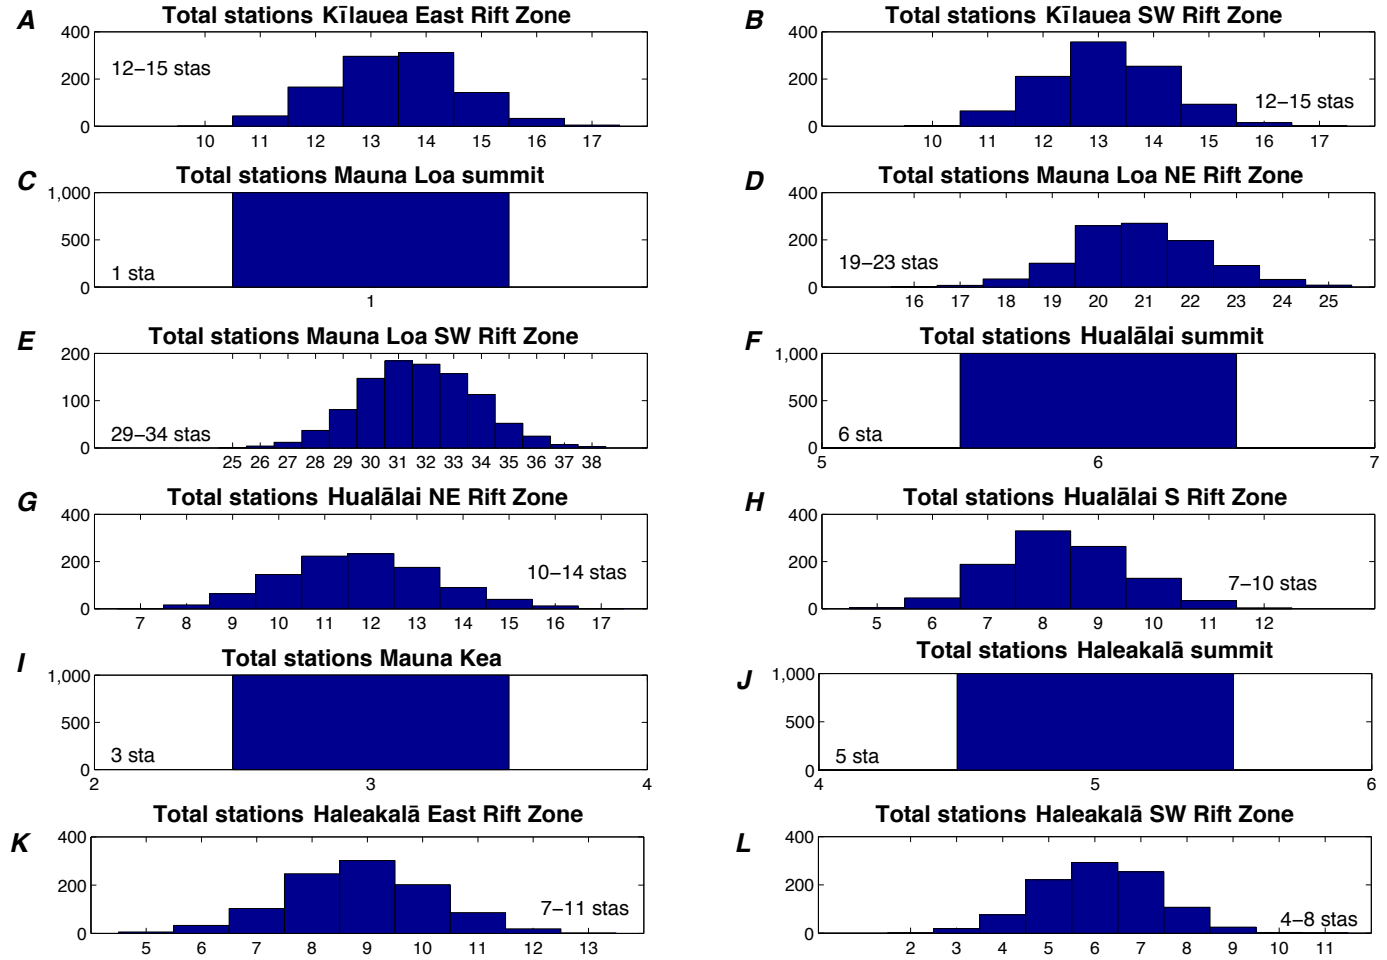 A
Total stations Kīlauea East Rift Zone
400
200
0
12–15 stas
10 11 12 13 14 15 16 17
B
Total stations Kīlauea SW Rift Zone
400
200
0
12–15 stas
10 11 12 13 14 15 16 17
C
Total stations Mauna Loa summit
1,000
500
0
1 sta
1
D
Total stations Mauna Loa NE Rift Zone
400
200
0
19–23 stas
16 17 18 19 20 21 22 23 24 25
E
Total stations Mauna Loa SW Rift Zone
200
100
0
29–34 stas
25 26 27 28 29 30 31 32 33 34 35 36 37 38
F
Total stations Hualālai summit
1,000
500
0
6 sta
5 6 7
G
Total stations Hualālai NE Rift Zone
400
200
0
10–14 stas
7 8 9 10 11 12 13 14 15 16 17
H
Total stations Hualālai S Rift Zone
400
200
0
7–10 stas
5 6 7 8 9 10 11 12
I
Total stations Mauna Kea
1,000
500
0
3 sta
2 3 4
J
Total stations Haleakalā summit
1,000
500
0
5 sta
4 5 6
K
Total stations Haleakalā East Rift Zone
400
200
0
7–11 stas
5 6 7 8 9 10 11 12 13
L
Total stations Haleakalā SW Rift Zone
400
200
0
4–8 stas
2 3 4 5 6 7 8 9 10 11